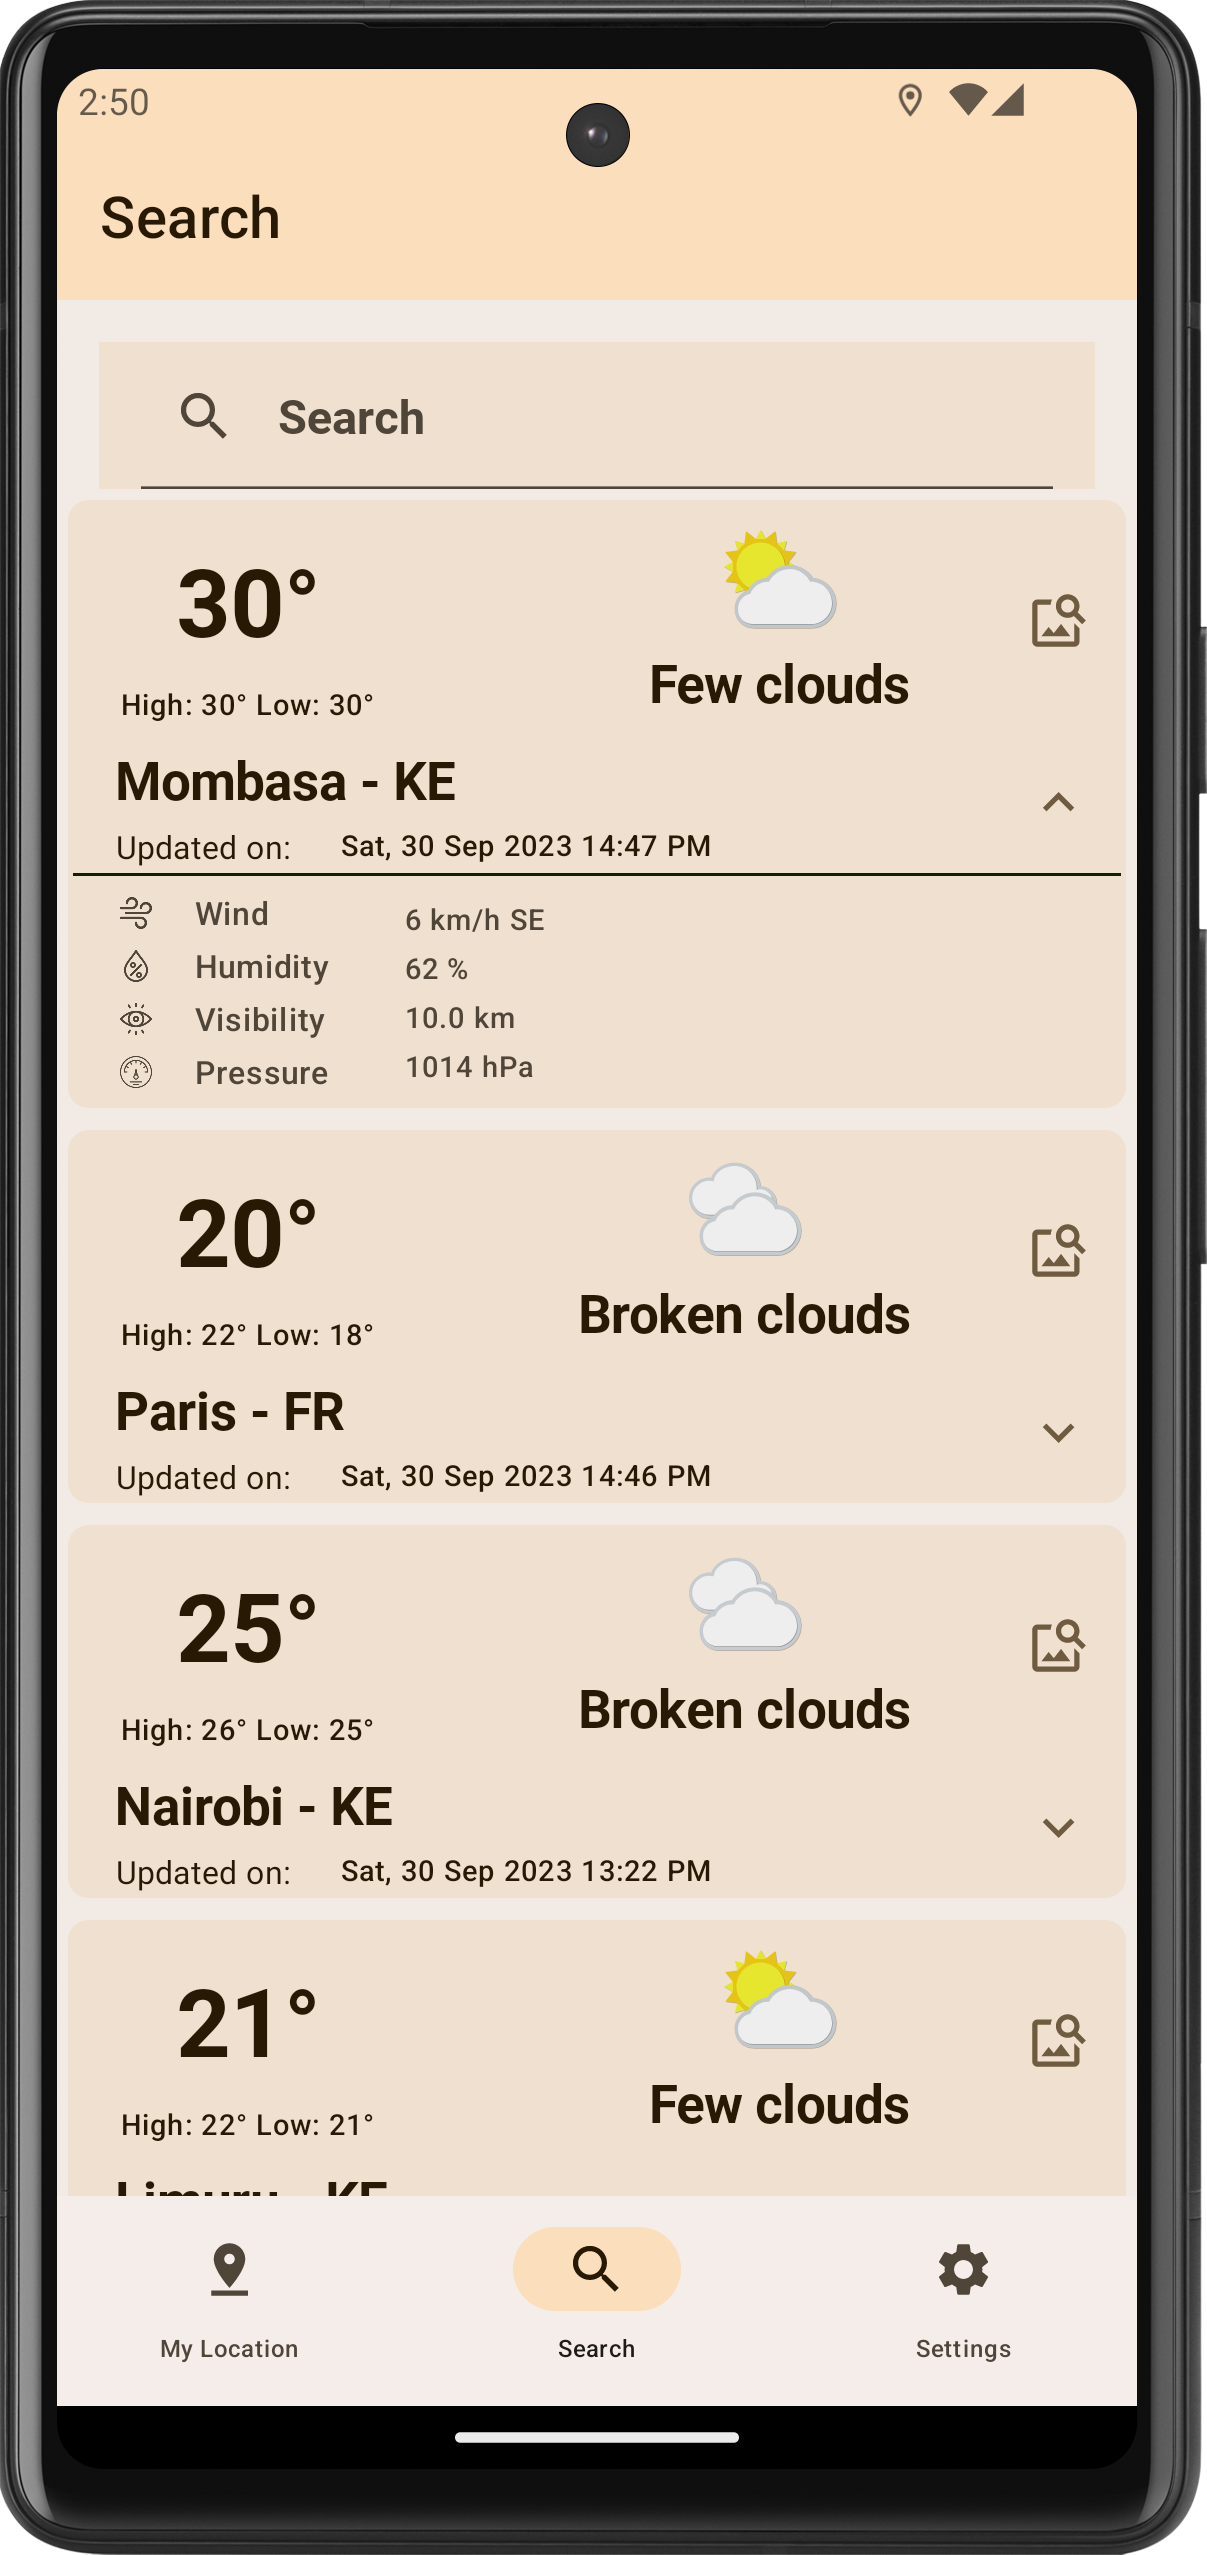 2:50
Search
Search
30°
Few clouds
High: 30° Low: 30°
Mombasa - KE
Updated on: Sat, 30 Sep 2023 14:47 PM
Wind 6 km/h SE
Humidity 62 %
Visibility 10.0 km
Pressure 1014 hPa
20°
Broken clouds
High: 22° Low: 18°
Paris - FR
Updated on: Sat, 30 Sep 2023 14:46 PM
25°
Broken clouds
High: 26° Low: 25°
Nairobi - KE
Updated on: Sat, 30 Sep 2023 13:22 PM
21°
Few clouds
High: 22° Low: 21°
Limuru - KE
My Location
Search
Settings